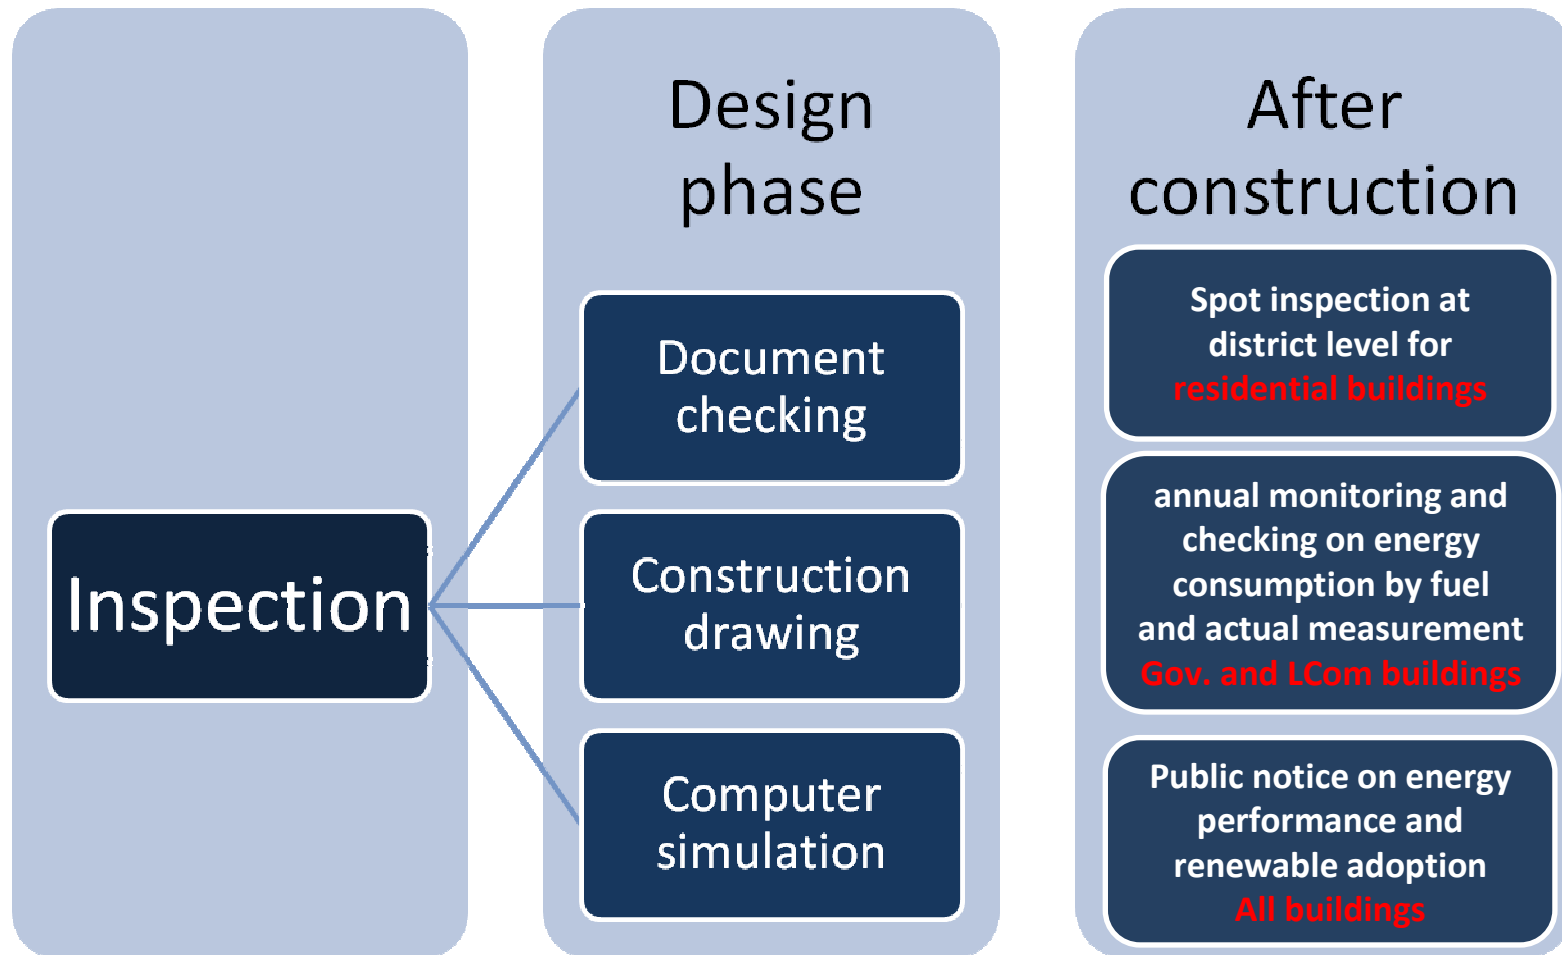 Inspection
Design
phase
Document
checking
Construction
drawing
Computer
simulation
After
construction
Spot inspection at
district level for
residential buildings
annual monitoring and
checking on energy
consumption by fuel
and actual measurement
Gov. and LCom buildings
Public notice on energy
performance and
renewable adoption
All buildings